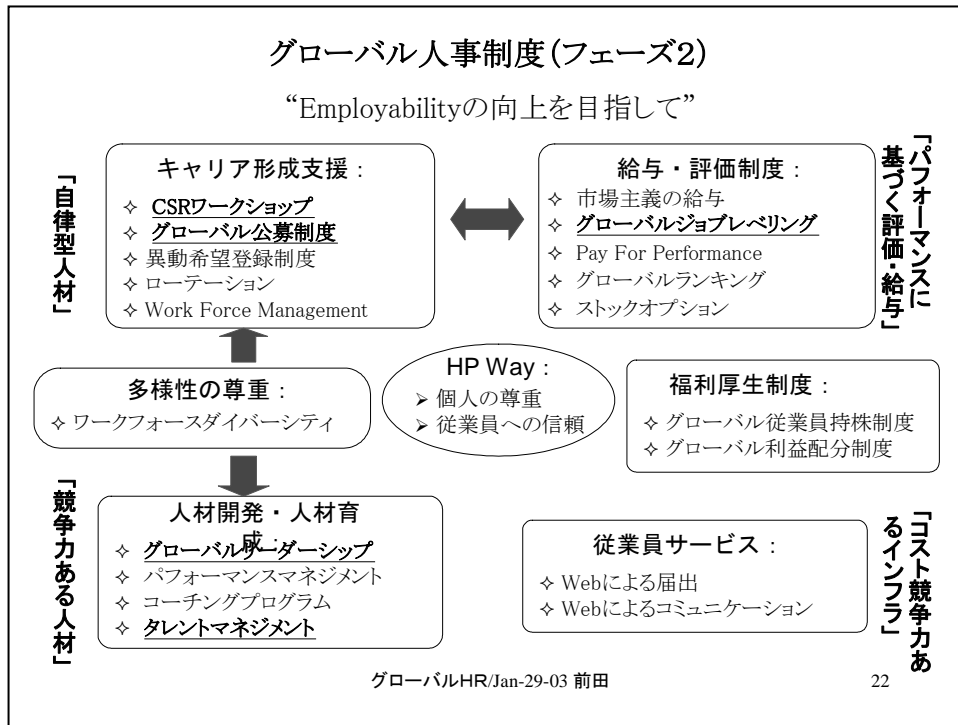 グローバル人事制度(フェーズ2)
“Employabilityの向上を目指して”
「自律型人材」
キャリア形成支援：
✧ CSRワークショップ
✧ グローバル公募制度
✧ 異動希望登録制度
✧ ローテーション
✧ Work Force Management
給与・評価制度：
✧ 市場主義の給与
✧ グローバルジョブレベリング
✧ Pay For Performance
✧ グローバルランキング
✧ ストックオプション
「パフォーマンスに
基づく評価・給与」
多様性の尊重：
✧ ワークフォースダイバーシティ
HP Way：
➢ 個人の尊重
➢ 従業員への信頼
福利厚生制度：
✧ グローバル従業員持株制度
✧ グローバル利益配分制度
「競争力ある人材」
人材開発・人材育
成：
✧ グローバルリーダーシップ
✧ パフォーマンスマネジメント
✧ コーチングプログラム
✧ タレントマネジメント
従業員サービス：
✧ Webによる届出
✧ Webによるコミュニケーション
「コスト競争力あ
るインフラ」
グローバルHR/Jan-29-03 前田
22